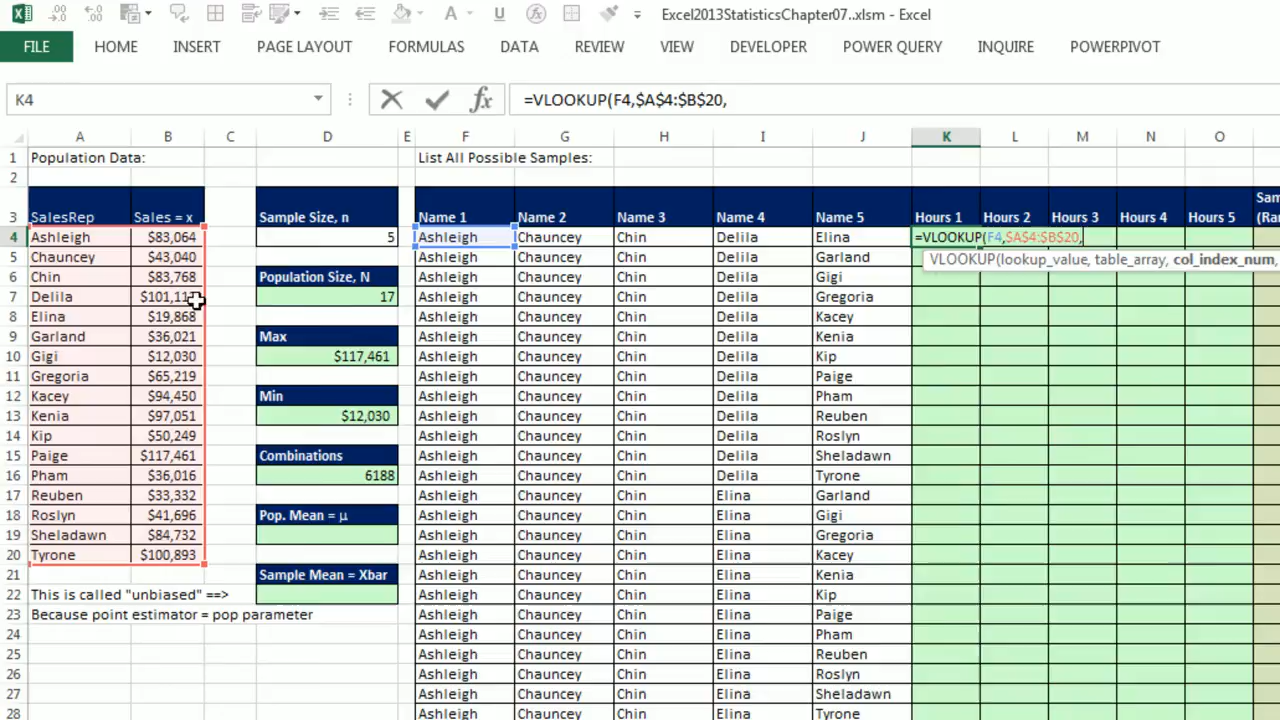 Excel2013StatisticsChapter07..xlsm - Excel
FILE HOME INSERT PAGE LAYOUT FORMULAS DATA REVIEW VIEW DEVELOPER POWER QUERY INQUIRE POWERPIVOT
K4 =VLOOKUP(F4,$A$4:$B$20,
A B C D E F G H I J K L M N O
1 Population Data: List All Possible Samples:
2
3 SalesRep Sales = x Sample Size, n Name 1 Name 2 Name 3 Name 4 Name 5 Hours 1 Hours 2 Hours 3 Hours 4 Hours 5
4 Ashleigh $83,064 5 Ashleigh Chauncey Chin Delila Elina =VLOOKUP(F4,$A$4:$B$20,
5 Chauncey $43,040 Ashleigh Chauncey Chin Delila Garland VLOOKUP(lookup_value, table_array, col_index_num,
6 Chin $83,768 Population Size, N Ashleigh Chauncey Chin Delila Gigi
7 Delila 17 Ashleigh Chauncey Chin Delila Gregoria
8 Elina $19,868 Ashleigh Chauncey Chin Delila Kacey
9 Garland $36,021 Max Ashleigh Chauncey Chin Delila Kenia
10 Gigi $12,030 $117,461 Ashleigh Chauncey Chin Delila Kip
11 Gregoria $65,219 Ashleigh Chauncey Chin Delila Paige
12 Kacey $94,450 Min Ashleigh Chauncey Chin Delila Pham
13 Kenia $97,051 $12,030 Ashleigh Chauncey Chin Delila Reuben
14 Kip $50,249 Ashleigh Chauncey Chin Delila Roslyn
15 Paige $117,461 Combinations Ashleigh Chauncey Chin Delila Sheladawn
16 Pham $36,016 6188 Ashleigh Chauncey Chin Delila Tyrone
17 Reuben $33,332 Ashleigh Chauncey Chin Elina Garland
18 Roslyn $41,696 Pop. Mean = μ Ashleigh Chauncey Chin Elina Gigi
19 Sheladawn $84,732 Ashleigh Chauncey Chin Elina Gregoria
20 Tyrone $100,893 Ashleigh Chauncey Chin Elina Kacey
21 Sample Mean = Xbar Ashleigh Chauncey Chin Elina Kenia
22 This is called "unbiased" ==> Ashleigh Chauncey Chin Elina Kip
23 Because point estimator = pop parameter Ashleigh Chauncey Chin Elina Paige
24 Ashleigh Chauncey Chin Elina Pham
25 Ashleigh Chauncey Chin Elina Reuben
26 Ashleigh Chauncey Chin Elina Roslyn
27 Ashleigh Chauncey Chin Elina Sheladawn
28 Ashleigh Chauncey Chin Elina Tyrone